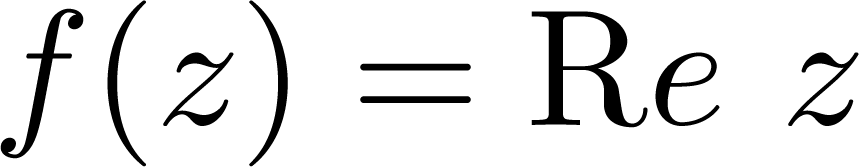 f(z) = Re z